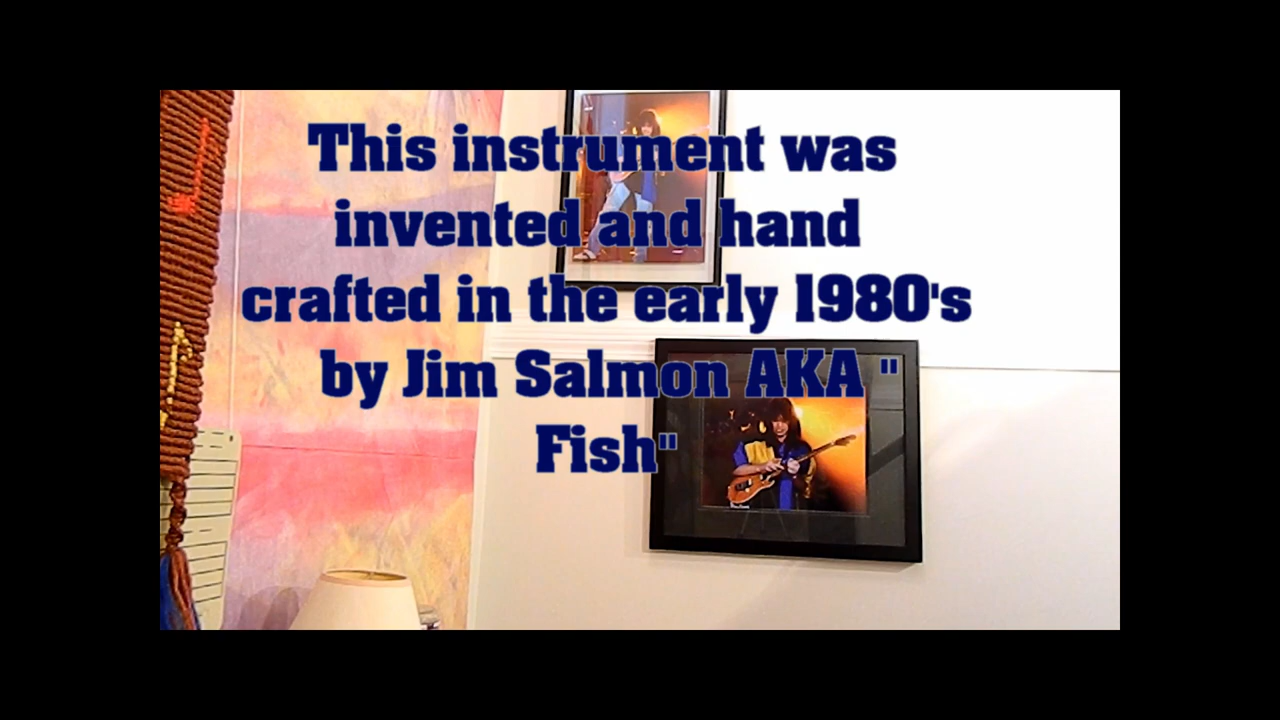 This instrument was
invented and hand
crafted in the early 1980's
by Jim Salmon AKA "
Fish"